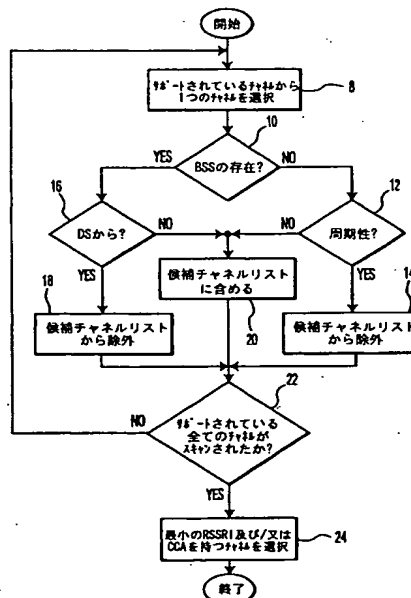 開始
ｻﾎﾟｰﾄされているﾁｬﾈﾙから
1つのﾁｬﾈﾙを選択
8
10
BSSの存在?
YES
NO
16
12
DSから?
NO
NO
周期性?
YES
YES
18
候補チャネルリスト
に含める
14
候補チャネルリスト
から除外
20
候補チャネルリスト
から除外
22
NO
ｻﾎﾟｰﾄされている
全てのﾁｬﾈﾙが
ｽｷｬﾝされたか?
YES
最小のRSSRI及び/又は
CCAを持つﾁｬﾈﾙを選択
24
終了